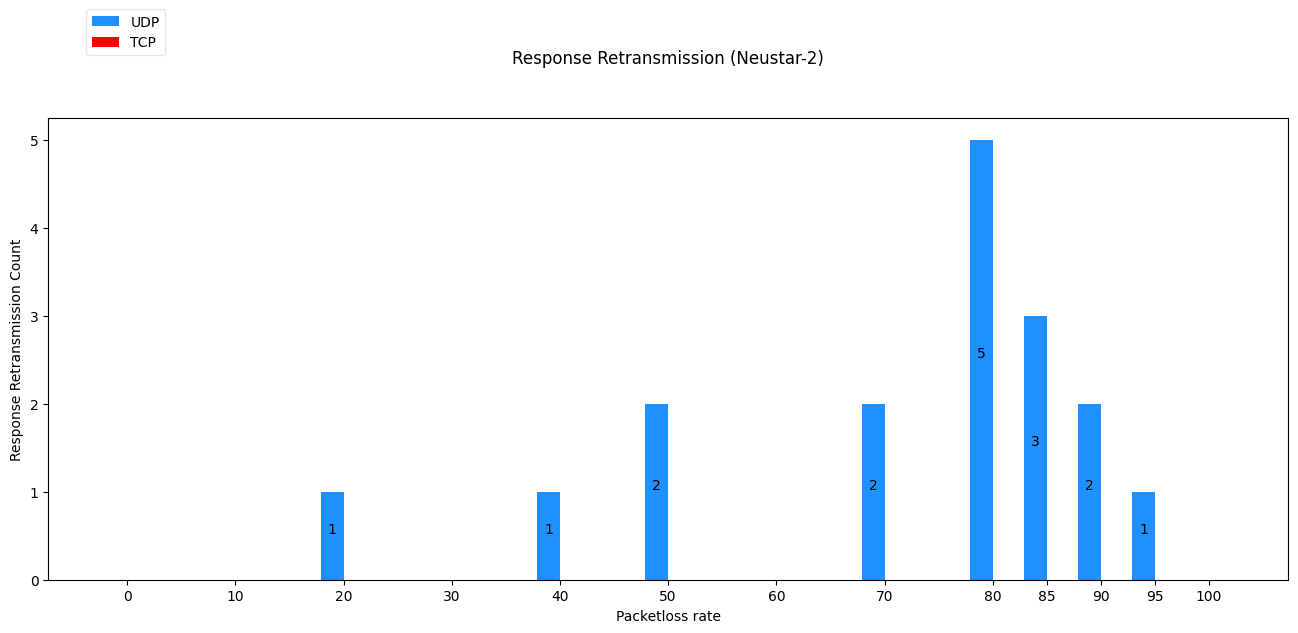 UDP
TCP
Response Retransmission (Neustar-2)
Response Retransmission Count
5
4
3
2
1
0
1
1
2
2
5
3
2
1
0 10 20 30 40 50 60 70 80 85 90 95 100
Packetloss rate